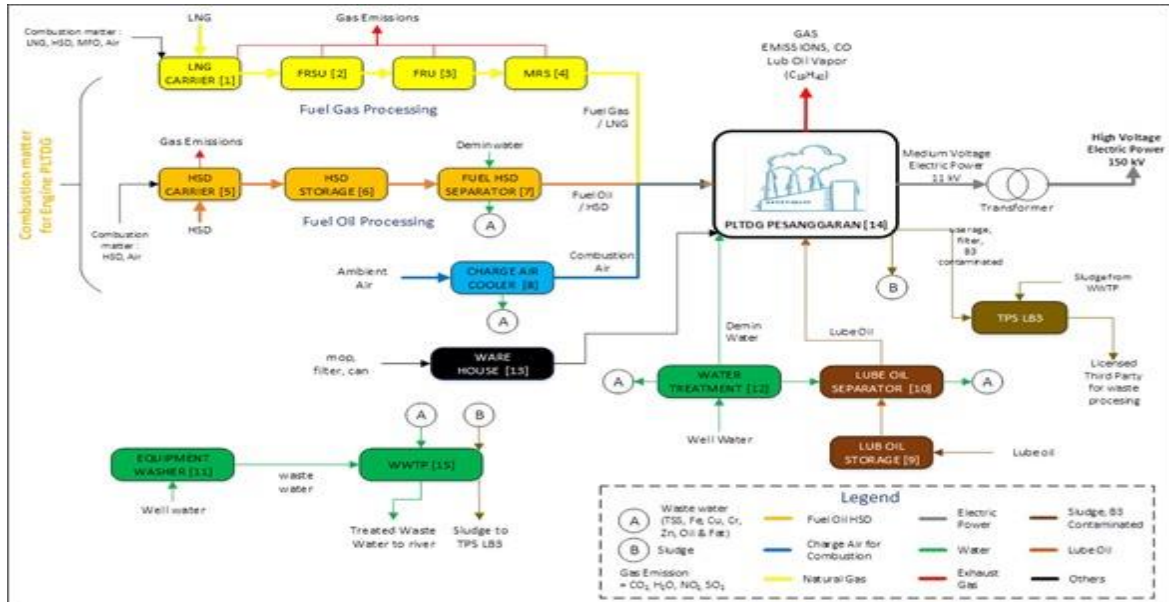 LNG
Gas Emissions
Combustion matter :
LNG, HSD, MFO, Air
LNG
CARRIER [1]
FRSU [2]
FRU [3]
MRS [4]
Fuel Gas Processing
Fuel Gas
/ LNG
GAS
EMISSIONS, CO
Lub Oil Vapor
(C₁₉H₄₀)
Combustion matter
for Engine PLTDG
Gas Emissions
HSD
CARRIER [5]
HSD
STORAGE [6]
Demin water
FUEL HSD
SEPARATOR [7]
Fuel Oil
/ HSD
Fuel Oil Processing
HSD
Combustion
matter :
HSD, Air
A
PLTDG PESANGGARAN [14]
Medium Voltage
Electric Power
11 kV
Transformer
High Voltage
Electric Power
150 kV
Ambient
Air
CHARGE AIR
COOLER [8]
Combustion
Air
A
filter,
B3
contaminated
B
Sludge from
WWTP
TPS LB3
Licensed
Third Party
for waste
procesing
mop,
filter, can
WARE
HOUSE [13]
Demin
Water
Lube Oil
A
WATER
TREATMENT [12]
LUBE OIL
SEPARATOR [10]
A
Well Water
LUB OIL
STORAGE [9]
Lube oil
A
B
EQUIPMENT
WASHER [11]
waste
water
WWTP [15]
Well water
Treated Waste
Water to river
Sludge to
TPS LB3
Legend
A
Waste water
(TSS, Fe, Cu, Cr,
Zn, Oil & Fat)
B
Sludge
Gas Emission
= CO₂, H₂O, NO₂, SO₂
Fuel Oil HSD
Charge Air for
Combustion
Natural Gas
Electric
Power
Water
Exhaust
Gas
Sludge, B3
Contaminated
Lube Oil
Others